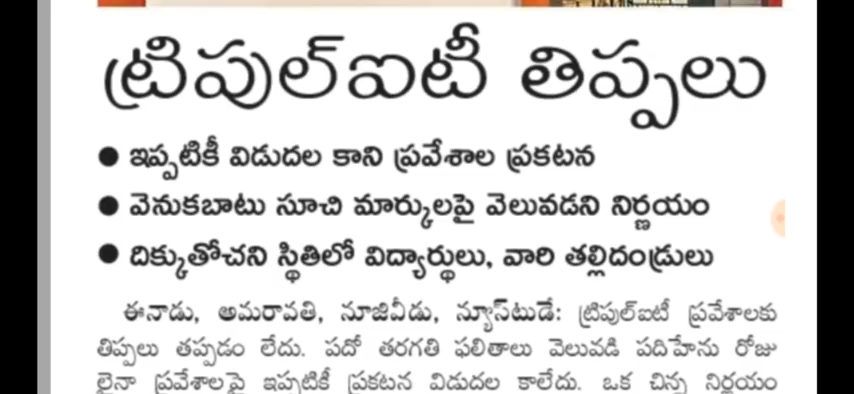 ట్రిపుల్ఐటీ తిప్పలు
● ఇప్పటికీ విడుదల కాని ప్రవేశాల ప్రకటన
● వెనుకబాటు సూచి మార్కులపై వెలువడని నిర్ణయం
● దిక్కుతోచని స్థితిలో విద్యార్థులు, వారి తల్లిదండ్రులు
ఈనాడు, అమరావతి, నూజివీడు, న్యూస్‌టుడే: ట్రిపుల్ఐటీ ప్రవేశాలకు
తిప్పలు తప్పడం లేదు. పదో తరగతి ఫలితాలు వెలువడి పదిహేను రోజు
లైనా ప్రవేశాలపై ఇప్పటికీ ప్రకటన విడుదల కాలేదు. ఒక చిన్న నిర్ణయం